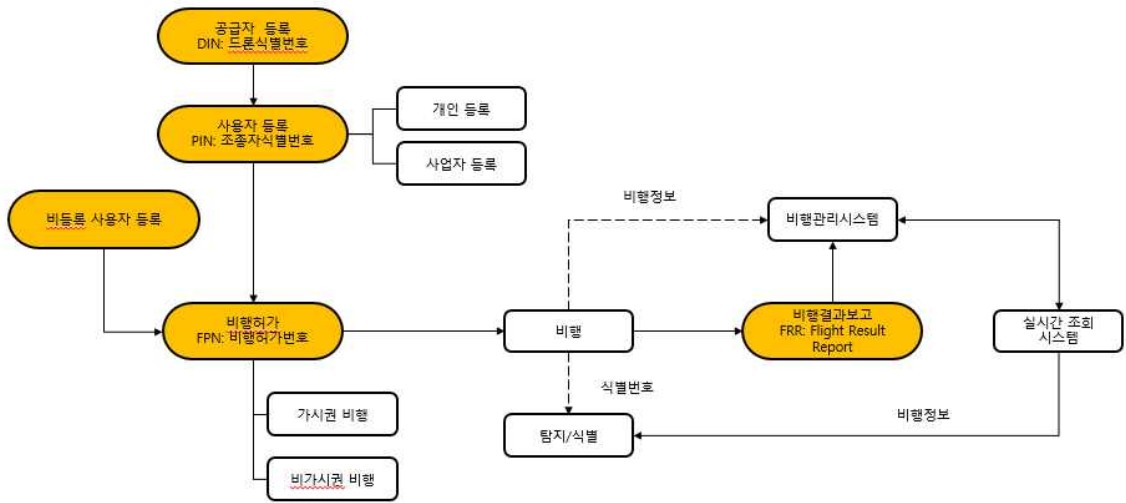 공급자 등록
DIN: 드론식별번호
사용자 등록
PIN: 조종자식별번호
개인 등록
사업자 등록
비등록 사용자 등록
비행정보
비행관리시스템
비행허가
FPN: 비행허가번호
비행
비행결과보고
FRR: Flight Result
Report
실시간 조회
시스템
식별번호
가시권 비행
탐지/식별
비행정보
비가시권 비행